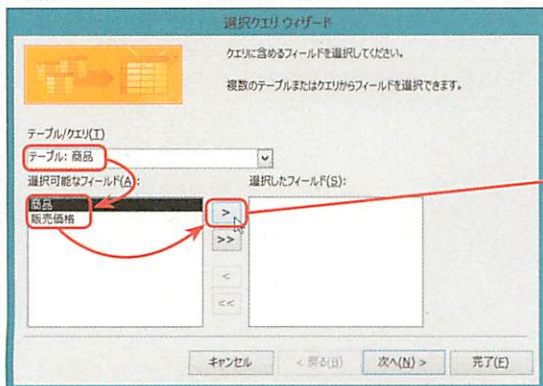 選択クエリ ウィザード
クエリに含めるフィールドを選択してください。
複数のテーブルまたはクエリからフィールドを選択できます。
テーブル/クエリ(T)
テーブル: 商品
選択可能なフィールド(A):
選択したフィールド(S):
商品
販売価格
>
>>
<
<<
キャンセル
< 戻る(B)
次へ(N) >
完了(F)